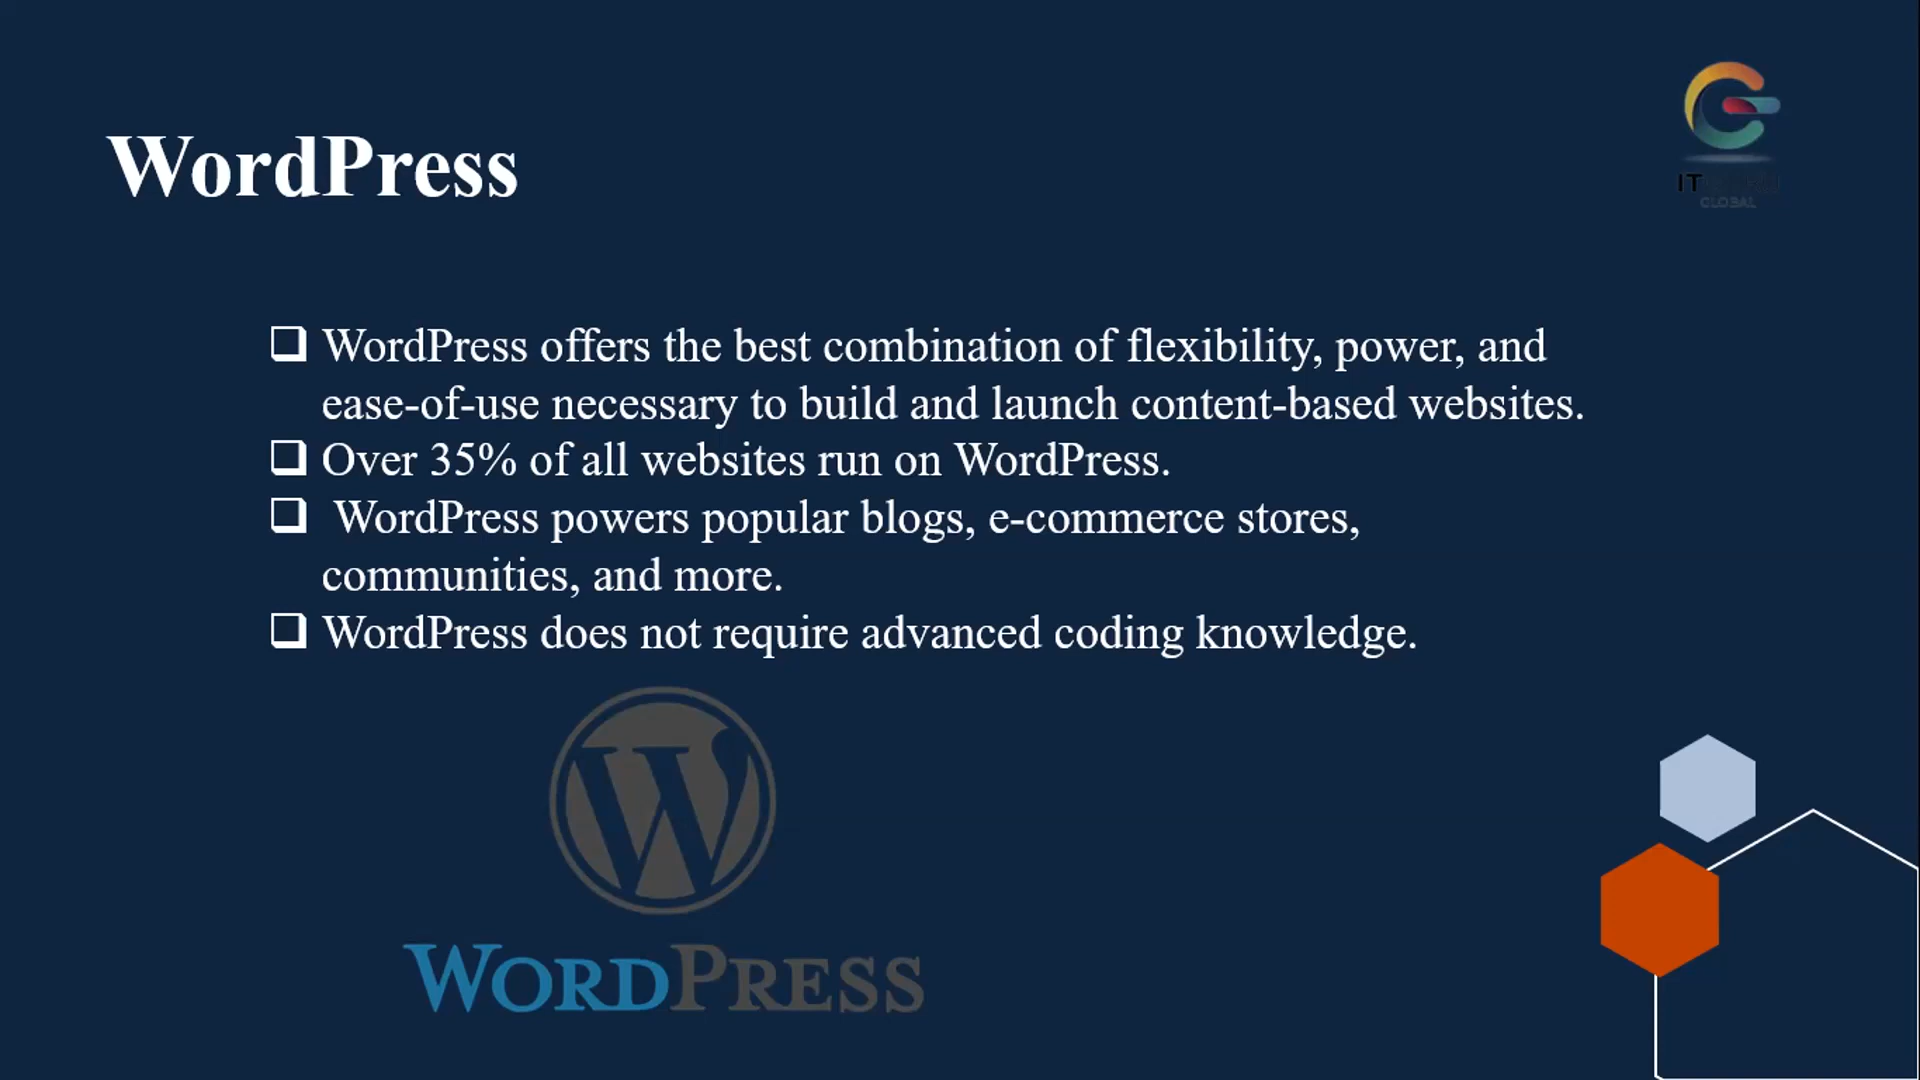 WordPress
IT
GLOBAL
WordPress offers the best combination of flexibility, power, and
ease-of-use necessary to build and launch content-based websites.
Over 35% of all websites run on WordPress.
WordPress powers popular blogs, e-commerce stores,
communities, and more.
WordPress does not require advanced coding knowledge.
W
WORDPRESS